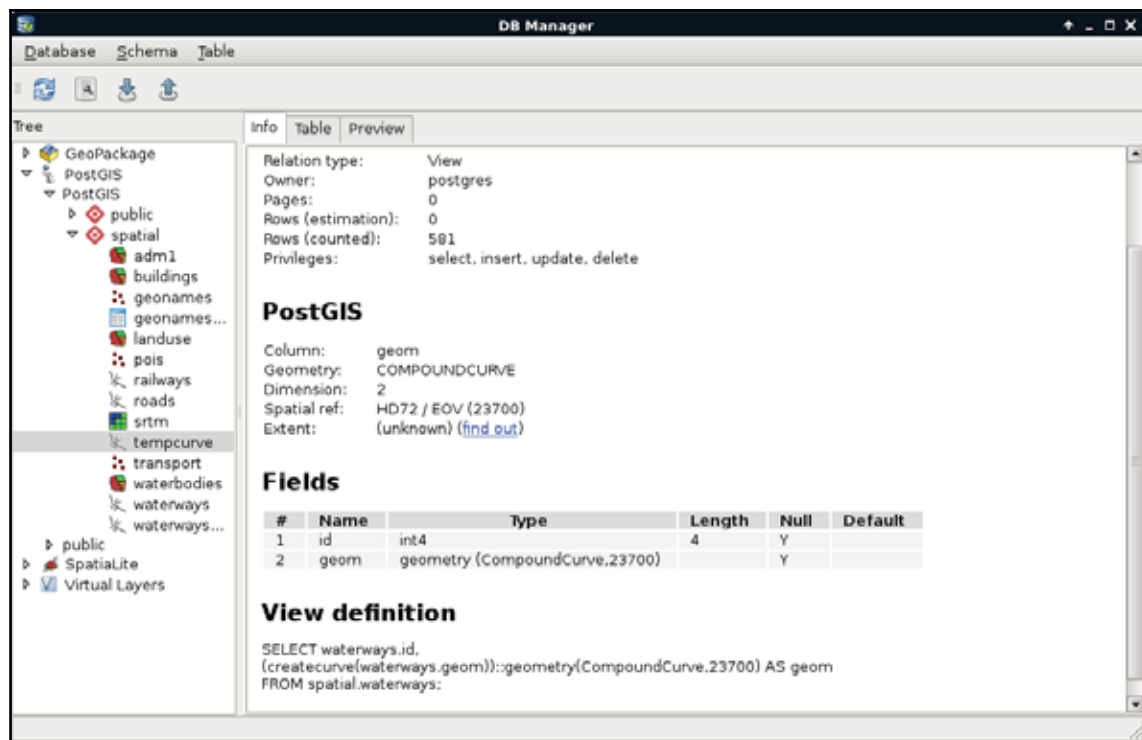 DB Manager
Database Schema Table
Tree
GeoPackage
PostGIS
PostGIS
public
spatial
adm1
buildings
geonames
geonames...
landuse
pois
railways
roads
srtm
tempcurve
transport
waterbodies
waterways
waterways...
public
SpatiaLite
Virtual Layers
Info Table Preview
Relation type: View
Owner: postgres
Pages: 0
Rows (estimation): 0
Rows (counted): 581
Privileges: select, insert, update, delete
PostGIS
Column: geom
Geometry: COMPOUNDCURVE
Dimension: 2
Spatial ref: HD72 / EOV (23700)
Extent: (unknown) (find out)
Fields
# Name Type Length Null Default
1 id int4 4 Y
2 geom geometry (CompoundCurve,23700) Y
View definition
SELECT waterways.id,
(createcurve(waterways.geom))::geometry(CompoundCurve,23700) AS geom
FROM spatial.waterways;